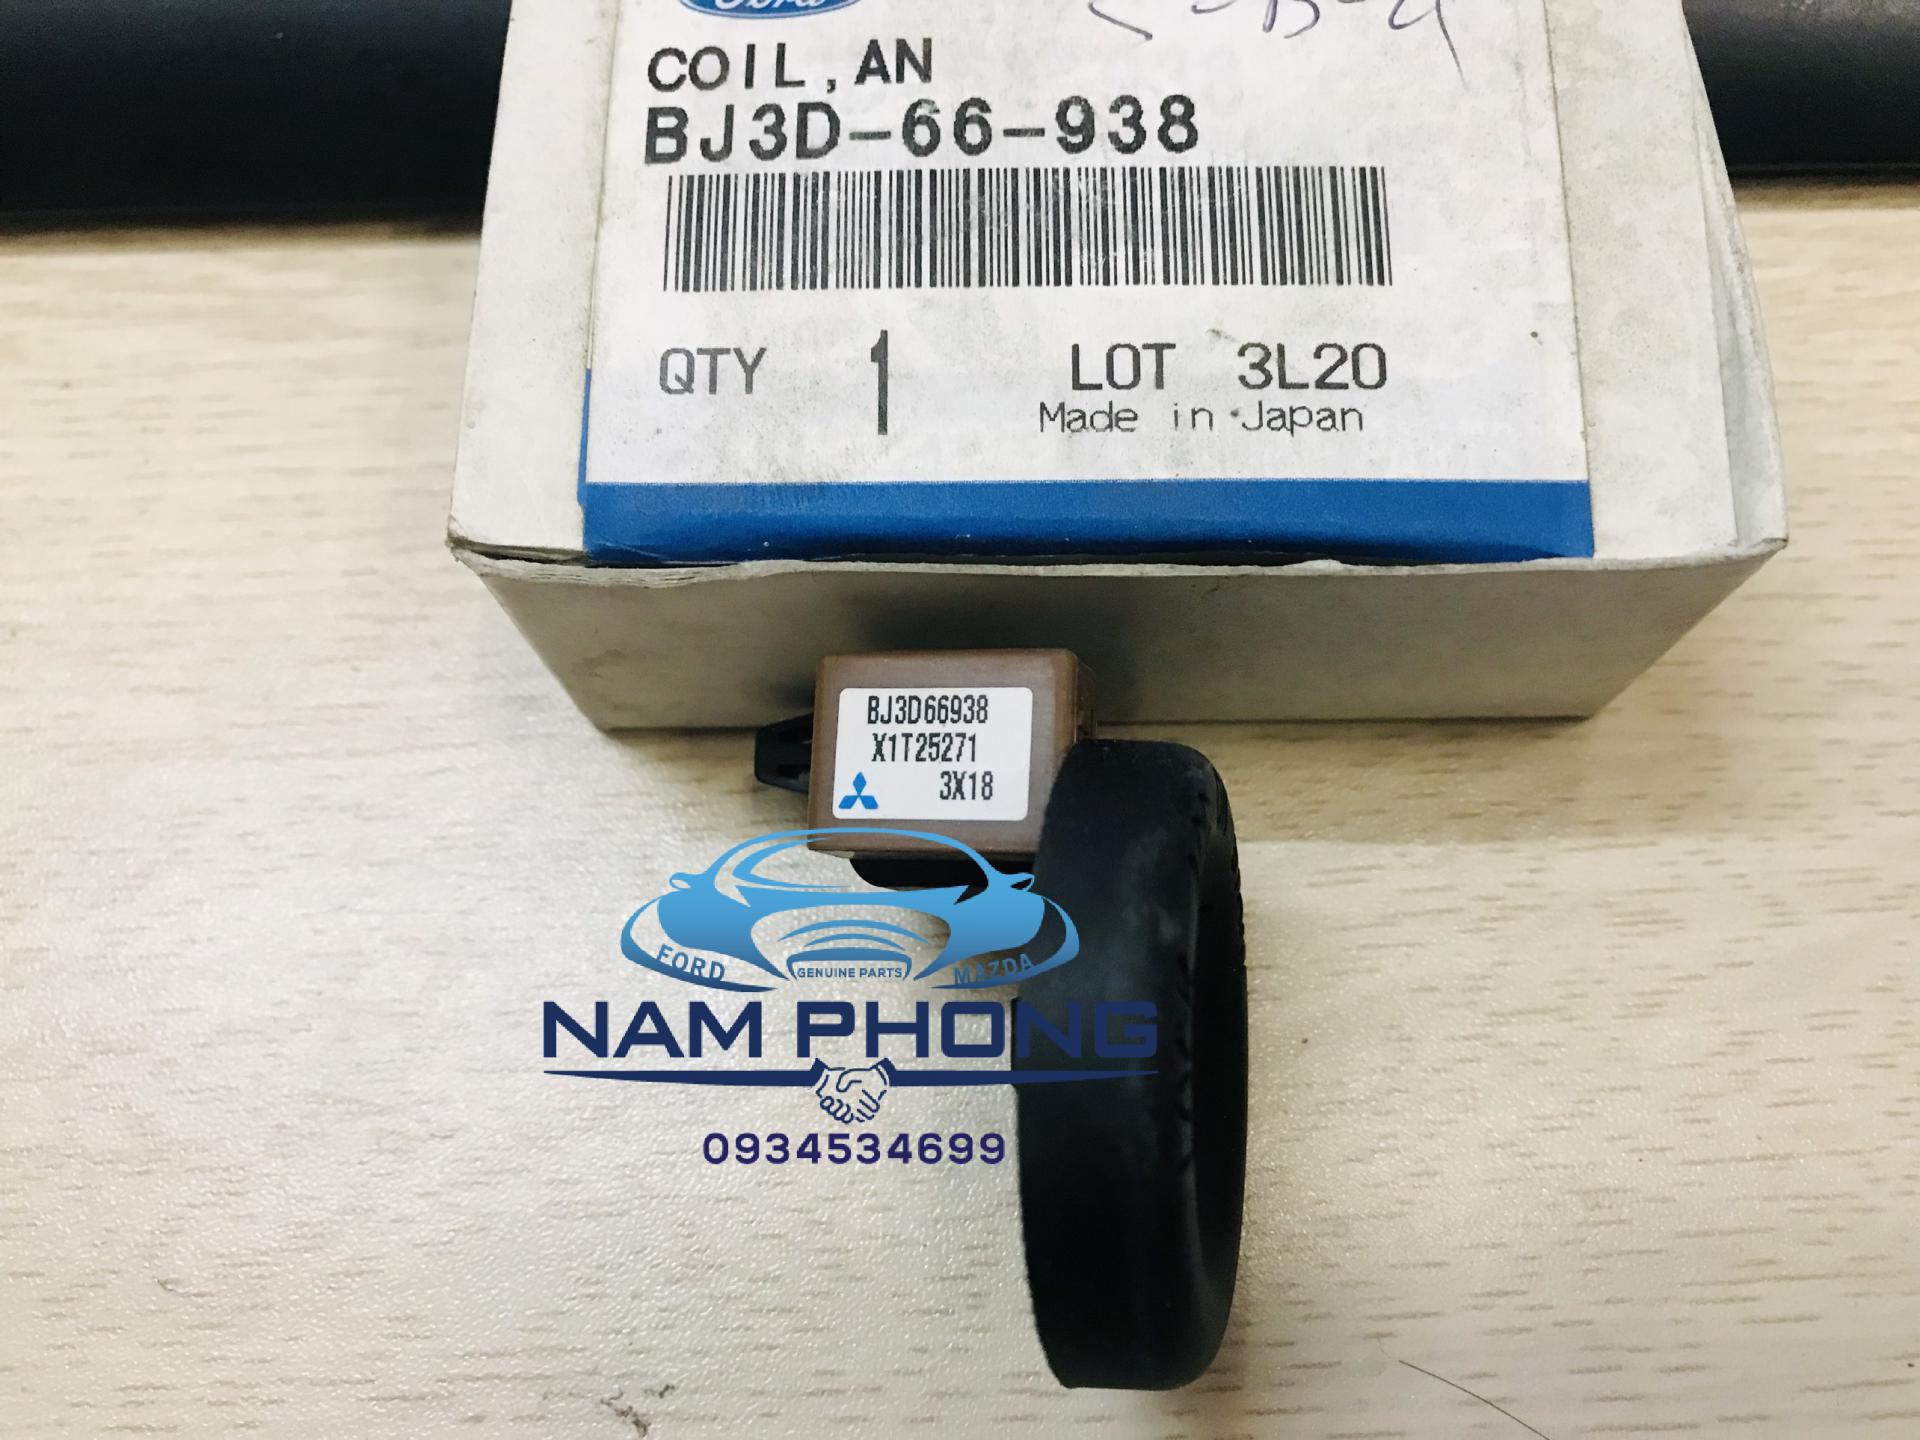 Ford
COIL,AN
BJ3D-66-938
QTY 1 LOT 3L20
Made in Japan
BJ3D66938
X1T25271
3X18
FORD GENUINE PARTS MAZDA
NAM PHONG
0934534699